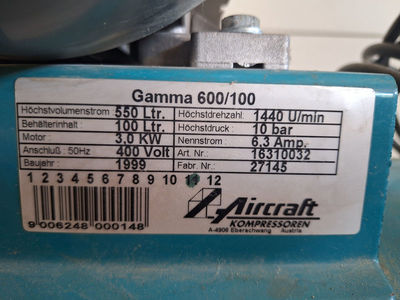 Gamma 600/100
Höchstvolumenstrom 550 Ltr. Höchstdrehzahl: 1440 U/min
Behälterinhalt : 100 Ltr. Höchstdruck : 10 bar
Motor : 3.0 KW Nennstrom : 6.3 Amp.
Anschluß : 50Hz 400 Volt Art. Nr.: 16310032
Baujahr : 1999 Fabr. Nr.: 27145
1 2 3 4 5 6 7 8 9 10 11 12
9 006248 000148
Aircraft
KOMPRESSOREN
A-4906 Eberschwang Austria